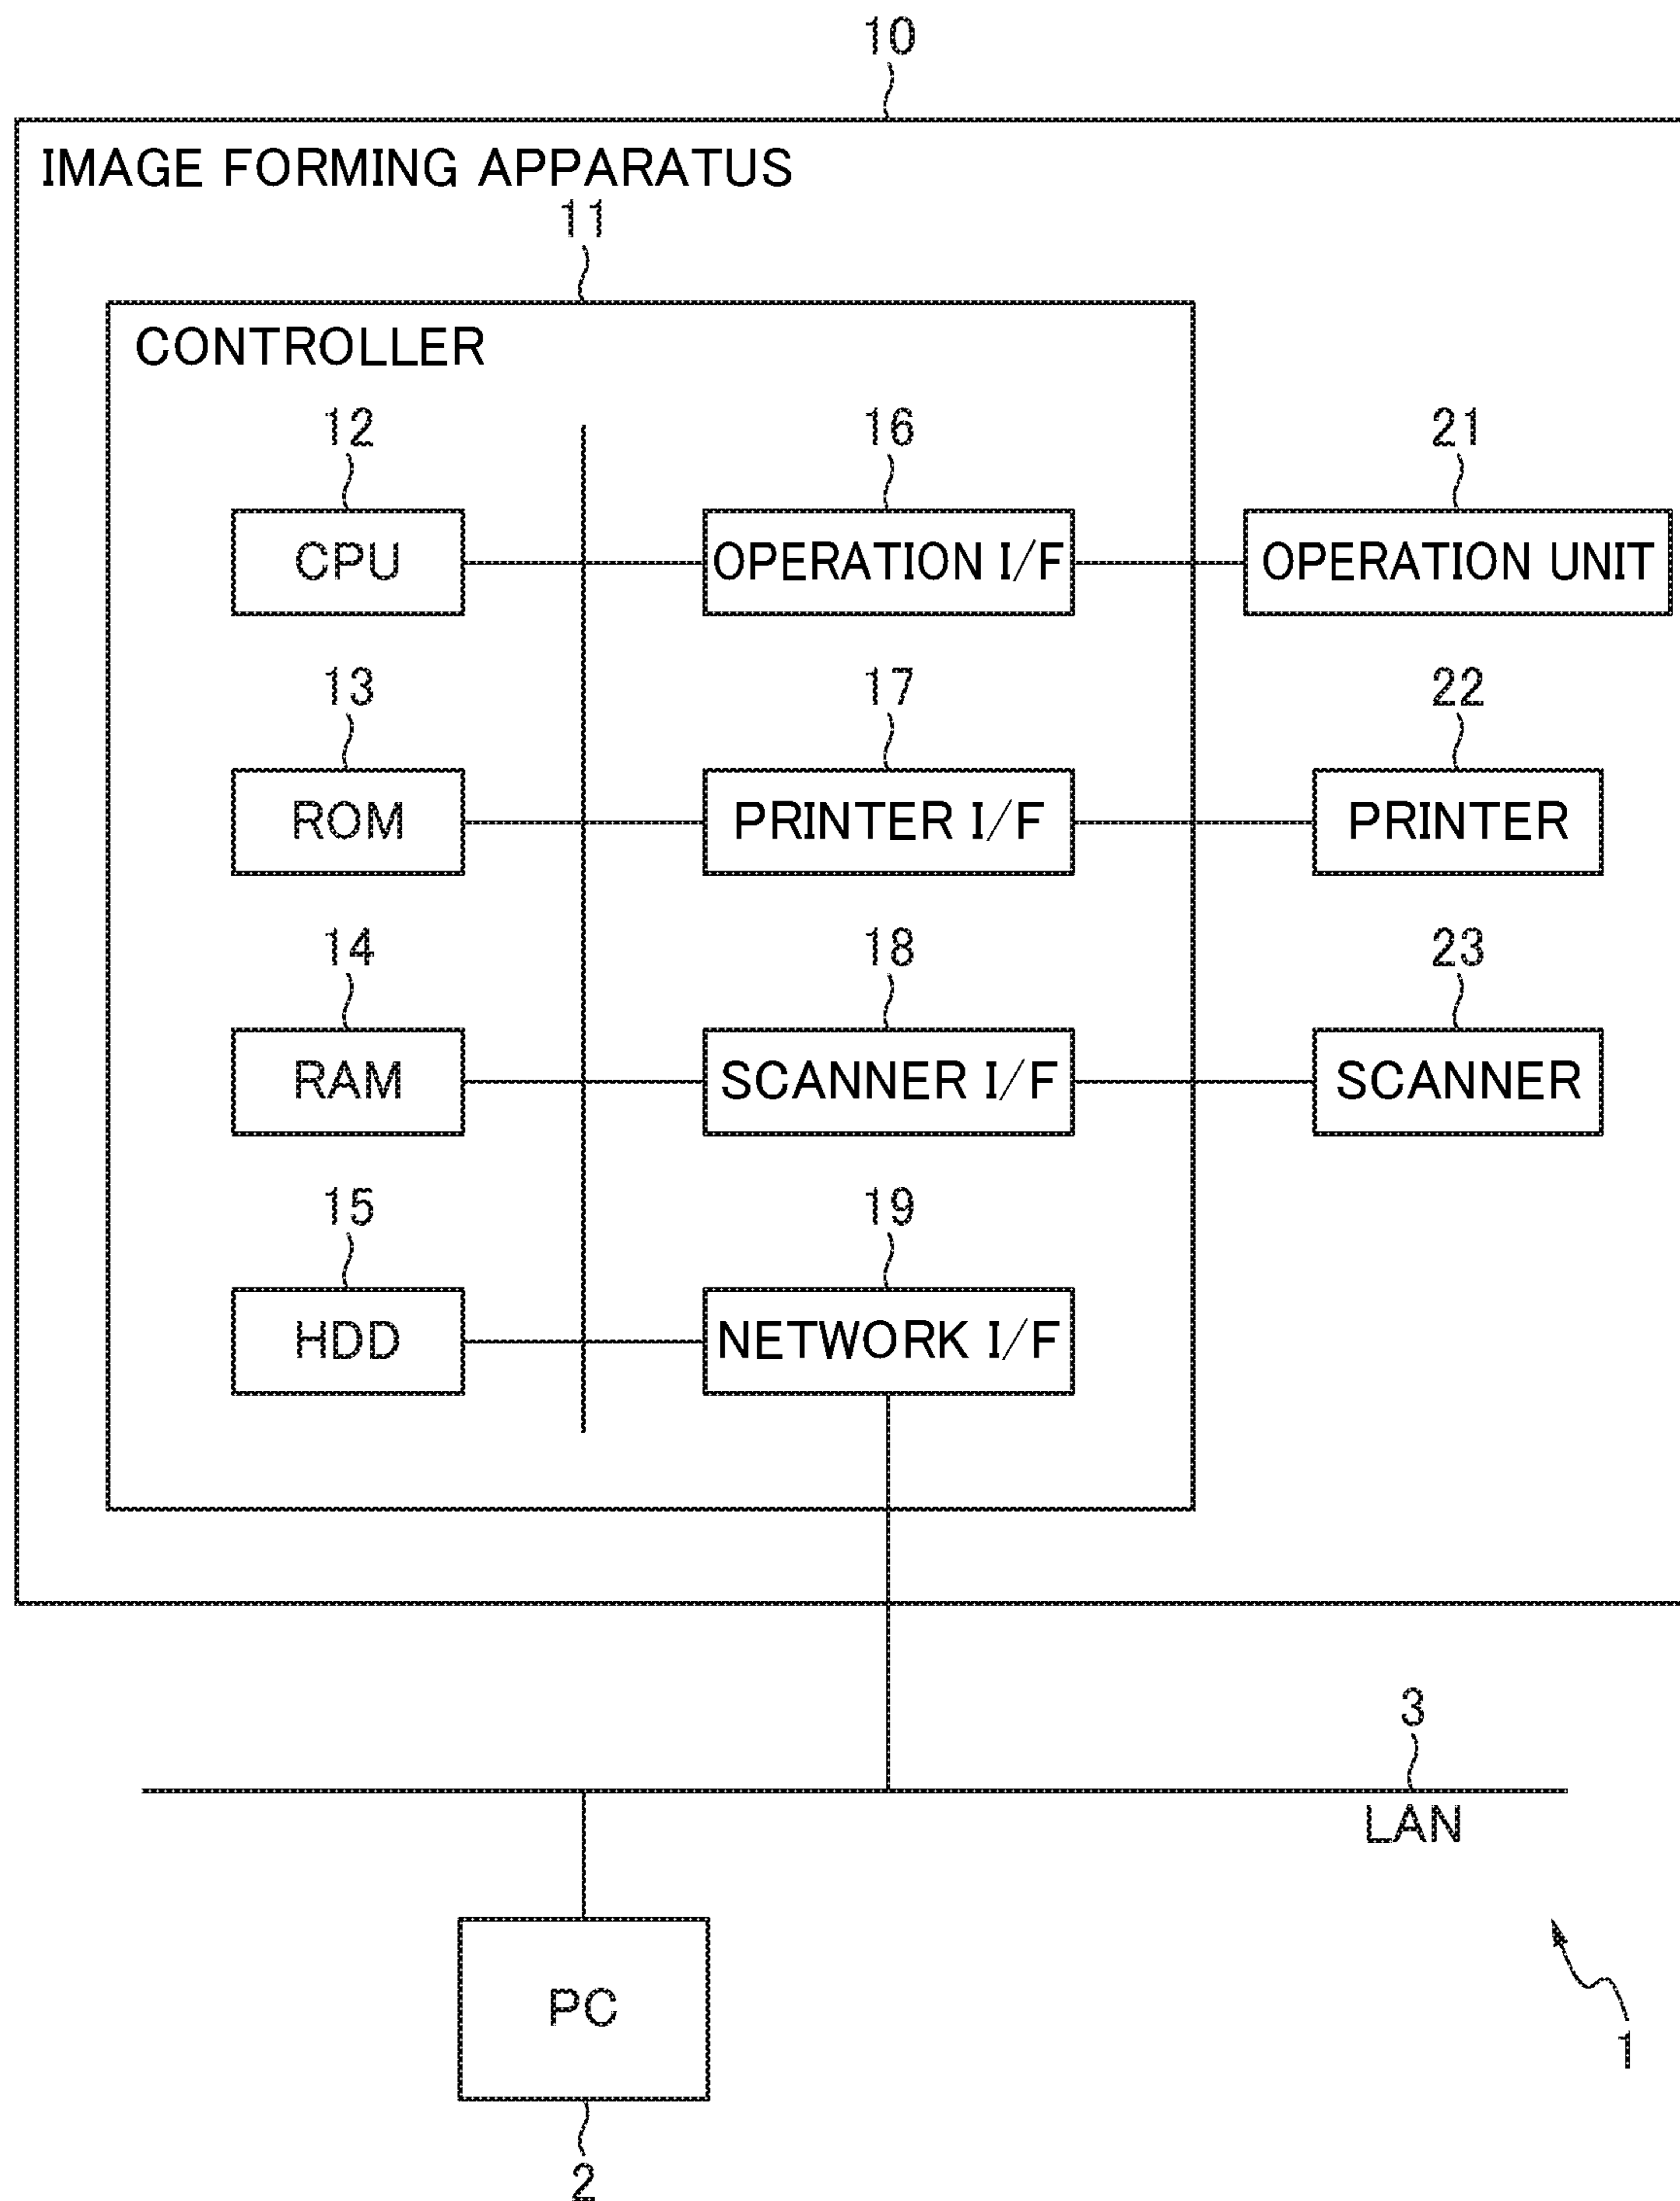 10
IMAGE FORMING APPARATUS
11
CONTROLLER
12 16 21
CPU OPERATION I/F OPERATION UNIT
13 17 22
ROM PRINTER I/F PRINTER
14 18 23
RAM SCANNER I/F SCANNER
15 19
HDD NETWORK I/F
3
LAN
PC
1
2